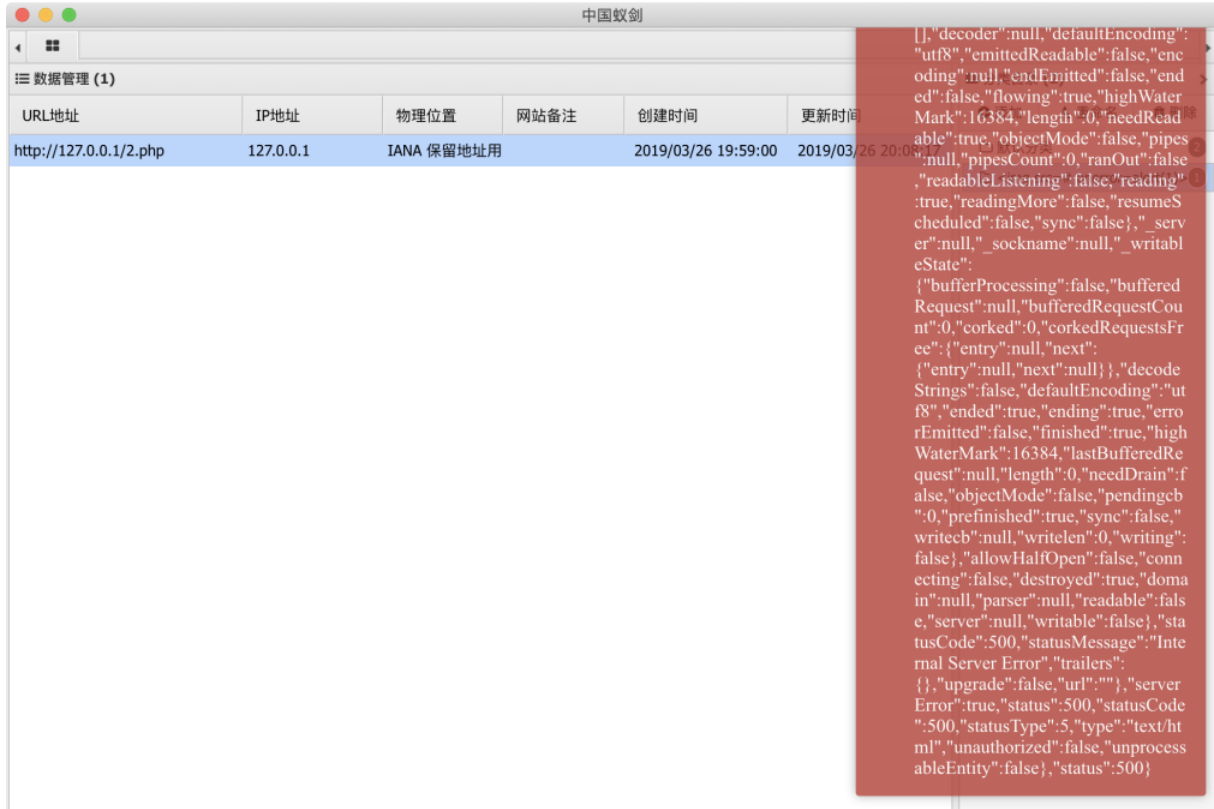 中国蚁剑
数据管理 (1)
URL地址 IP地址 物理位置 网站备注 创建时间 更新时间
http://127.0.0.1/2.php 127.0.0.1 IANA 保留地址用 2019/03/26 19:59:00 2019/03/26 20:08:17
删除
默认分类 2
1
[],"decoder":null,"defaultEncoding":
"utf8","emittedReadable":false,"enc
oding":null,"endEmitted":false,"end
ed":false,"flowing":true,"highWater
Mark":16384,"length":0,"needRead
able":true,"objectMode":false,"pipes
":null,"pipesCount":0,"ranOut":false
,"readableListening":false,"reading"
:true,"readingMore":false,"resumeS
cheduled":false,"sync":false},"_serv
er":null,"_sockname":null,"_writabl
eState":
{"bufferProcessing":false,"buffered
Request":null,"bufferedRequestCou
nt":0,"corked":0,"corkedRequestsFr
ee":{"entry":null,"next":
{"entry":null,"next":null}},"decode
Strings":false,"defaultEncoding":"ut
f8","ended":true,"ending":true,"erro
rEmitted":false,"finished":true,"high
WaterMark":16384,"lastBufferedRe
quest":null,"length":0,"needDrain":f
alse,"objectMode":false,"pendingcb
":0,"prefinished":true,"sync":false,"
writecb":null,"writelen":0,"writing":
false},"allowHalfOpen":false,"conn
ecting":false,"destroyed":true,"doma
in":null,"parser":null,"readable":fals
e,"server":null,"writable":false},"sta
tusCode":500,"statusMessage":"Inte
rnal Server Error","trailers":
{},"upgrade":false,"url":""},"server
Error":true,"status":500,"statusCode
":500,"statusType":5,"type":"text/ht
ml","unauthorized":false,"unprocess
ableEntity":false},"status":500}